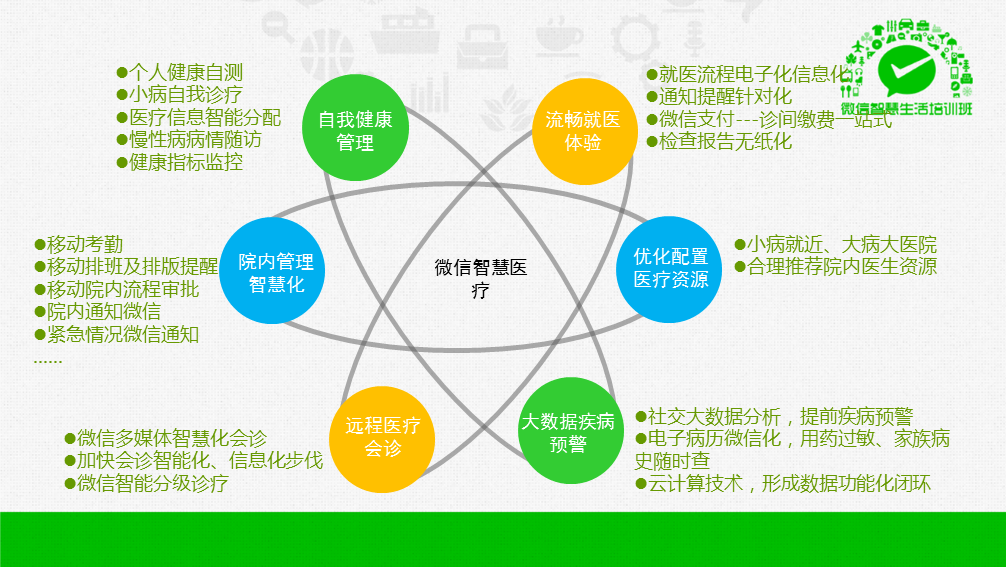 ●个人健康自测
●小病自我诊疗
●医疗信息智能分配
●慢性病病情随访
●健康指标监控
自我健康
管理
流畅就医
体验
●就医流程电子化信息化
●通知提醒针对化
●微信支付---诊间缴费一站式
●检查报告无纸化
微信智慧生活培训班
●移动考勤
●移动排班及排版提醒
●移动院内流程审批
●院内通知微信
●紧急情况微信通知
......
院内管理
智慧化
微信智慧医
疗
优化配置
医疗资源
●小病就近、大病大医院
●合理推荐院内医生资源
●微信多媒体智慧化会诊
●加快会诊智能化、信息化步伐
●微信智能分级诊疗
远程医疗
会诊
大数据疾病
预警
●社交大数据分析，提前疾病预警
●电子病历微信化，用药过敏、家族病
史随时查
●云计算技术，形成数据功能化闭环